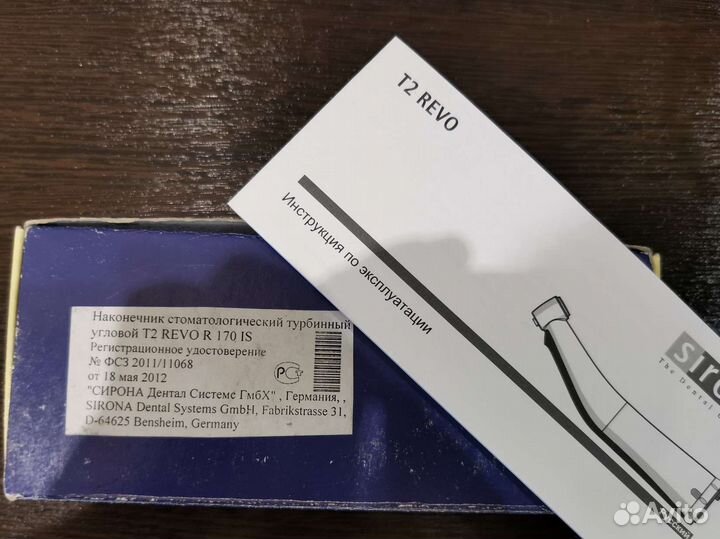 T2 REVO
Инструкция по эксплуатации
The Dental
Наконечник стоматологический турбинный
угловой T2 REVO R 170 IS
Регистрационное удостоверение
№ ФСЗ 2011/11068
от 18 мая 2012
"СИРОНА Дентал Системс ГмбХ" , Германия, ,
SIRONA Dental Systems GmbH, Fabrikstrasse 31,
D-64625 Bensheim, Germany
Avito